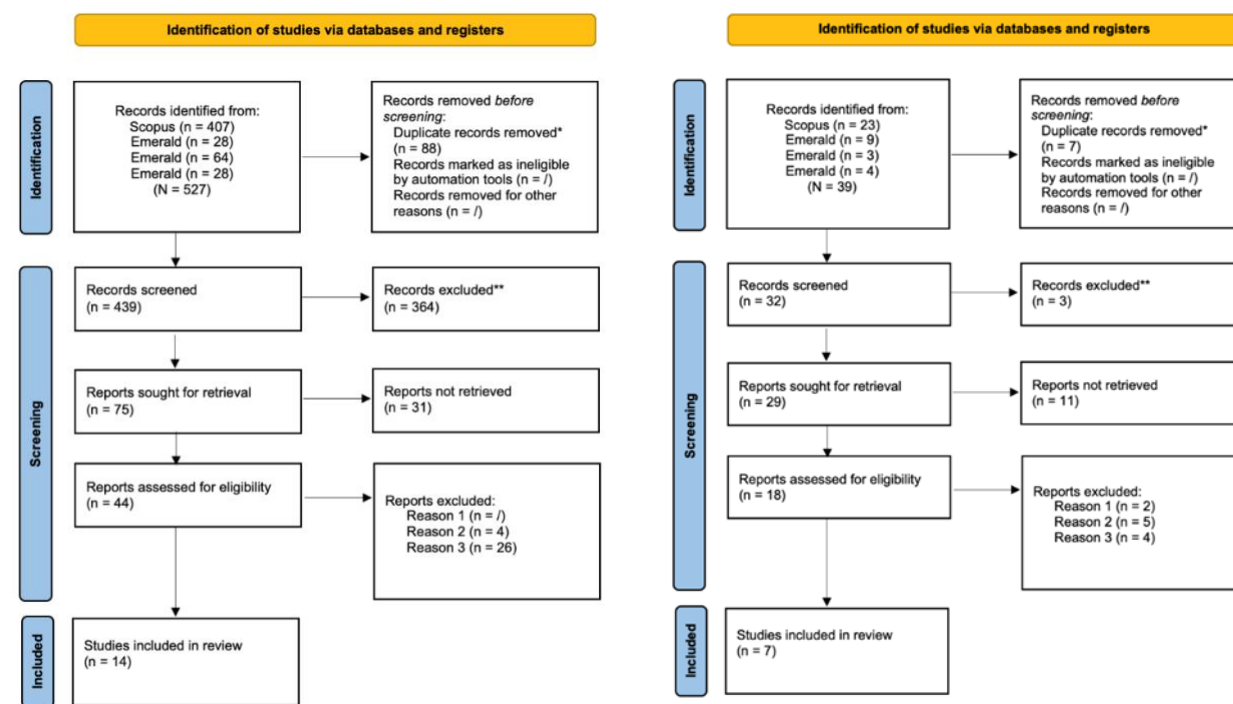 Identification of studies via databases and registers
Identification
Records identified from:
Scopus (n = 407)
Emerald (n = 28)
Emerald (n = 64)
Emerald (n = 28)
(N = 527)
Records removed before
screening:
Duplicate records removed*
(n = 88)
Records marked as ineligible
by automation tools (n = /)
Records removed for other
reasons (n = /)
Screening
Records screened
(n = 439)
Records excluded**
(n = 364)
Reports sought for retrieval
(n = 75)
Reports not retrieved
(n = 31)
Reports assessed for eligibility
(n = 44)
Reports excluded:
Reason 1 (n = /)
Reason 2 (n = 4)
Reason 3 (n = 26)
Included
Studies included in review
(n = 14)
Identification of studies via databases and registers
Identification
Records identified from:
Scopus (n = 23)
Emerald (n = 9)
Emerald (n = 3)
Emerald (n = 4)
(N = 39)
Records removed before
screening:
Duplicate records removed*
(n = 7)
Records marked as ineligible
by automation tools (n = /)
Records removed for other
reasons (n = /)
Screening
Records screened
(n = 32)
Records excluded**
(n = 3)
Reports sought for retrieval
(n = 29)
Reports not retrieved
(n = 11)
Reports assessed for eligibility
(n = 18)
Reports excluded:
Reason 1 (n = 2)
Reason 2 (n = 5)
Reason 3 (n = 4)
Included
Studies included in review
(n = 7)